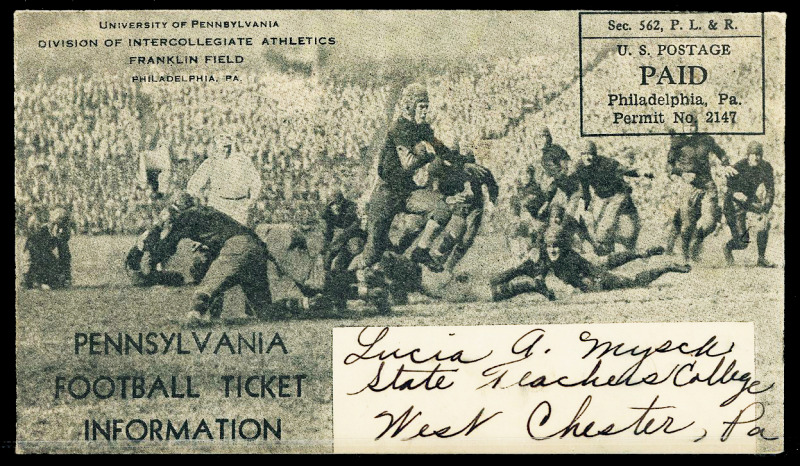 UNIVERSITY OF PENNSYLVANIA
DIVISION OF INTERCOLLEGIATE ATHLETICS
FRANKLIN FIELD
PHILADELPHIA, PA.
Sec. 562, P. L. & R.
U. S. POSTAGE
PAID
Philadelphia, Pa.
Permit No. 2147
PENNSYLVANIA
FOOTBALL TICKET
INFORMATION
Lucia A. Mysck
State Teachers College
West Chester, Pa